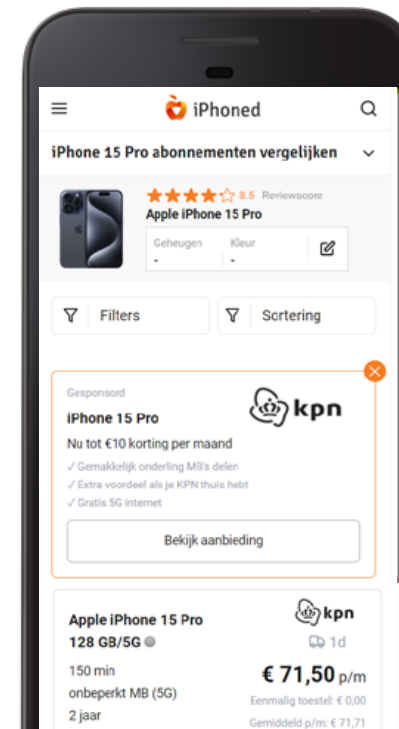 iPhoned
iPhone 15 Pro abonnementen vergelijken
8.5 Reviewscore
Apple iPhone 15 Pro
Geheugen Kleur
- -
Filters Sortering
Gesponsord
kpn
iPhone 15 Pro
Nu tot €10 korting per maand
✓ Gemakkelijk onderling MB's delen
✓ Extra voordeel als je KPN thuis hebt
✓ Gratis 5G internet
Bekijk aanbieding
kpn
Apple iPhone 15 Pro
128 GB/5G 1d
150 min € 71,50 p/m
onbeperkt MB (5G) Eenmalig toestel: € 0,00
2 jaar Gemiddeld p/m: € 71,71